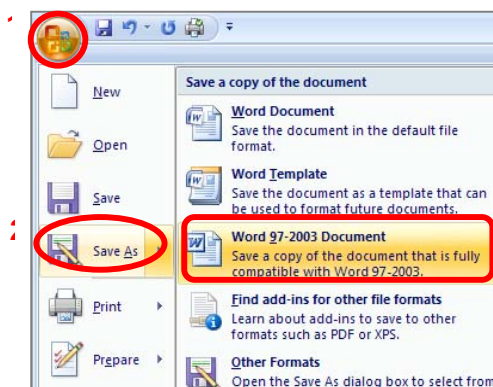 New
Open
Save
Save As
Print
Prepare
Save a copy of the document
Word Document
Save the document in the default file
format.
Word Template
Save the document as a template that can
be used to format future documents.
Word 97-2003 Document
Save a copy of the document that is fully
compatible with Word 97-2003.
Find add-ins for other file formats
Learn about add-ins to save to other
formats such as PDF or XPS.
Other Formats
Open the Save As dialog box to select from